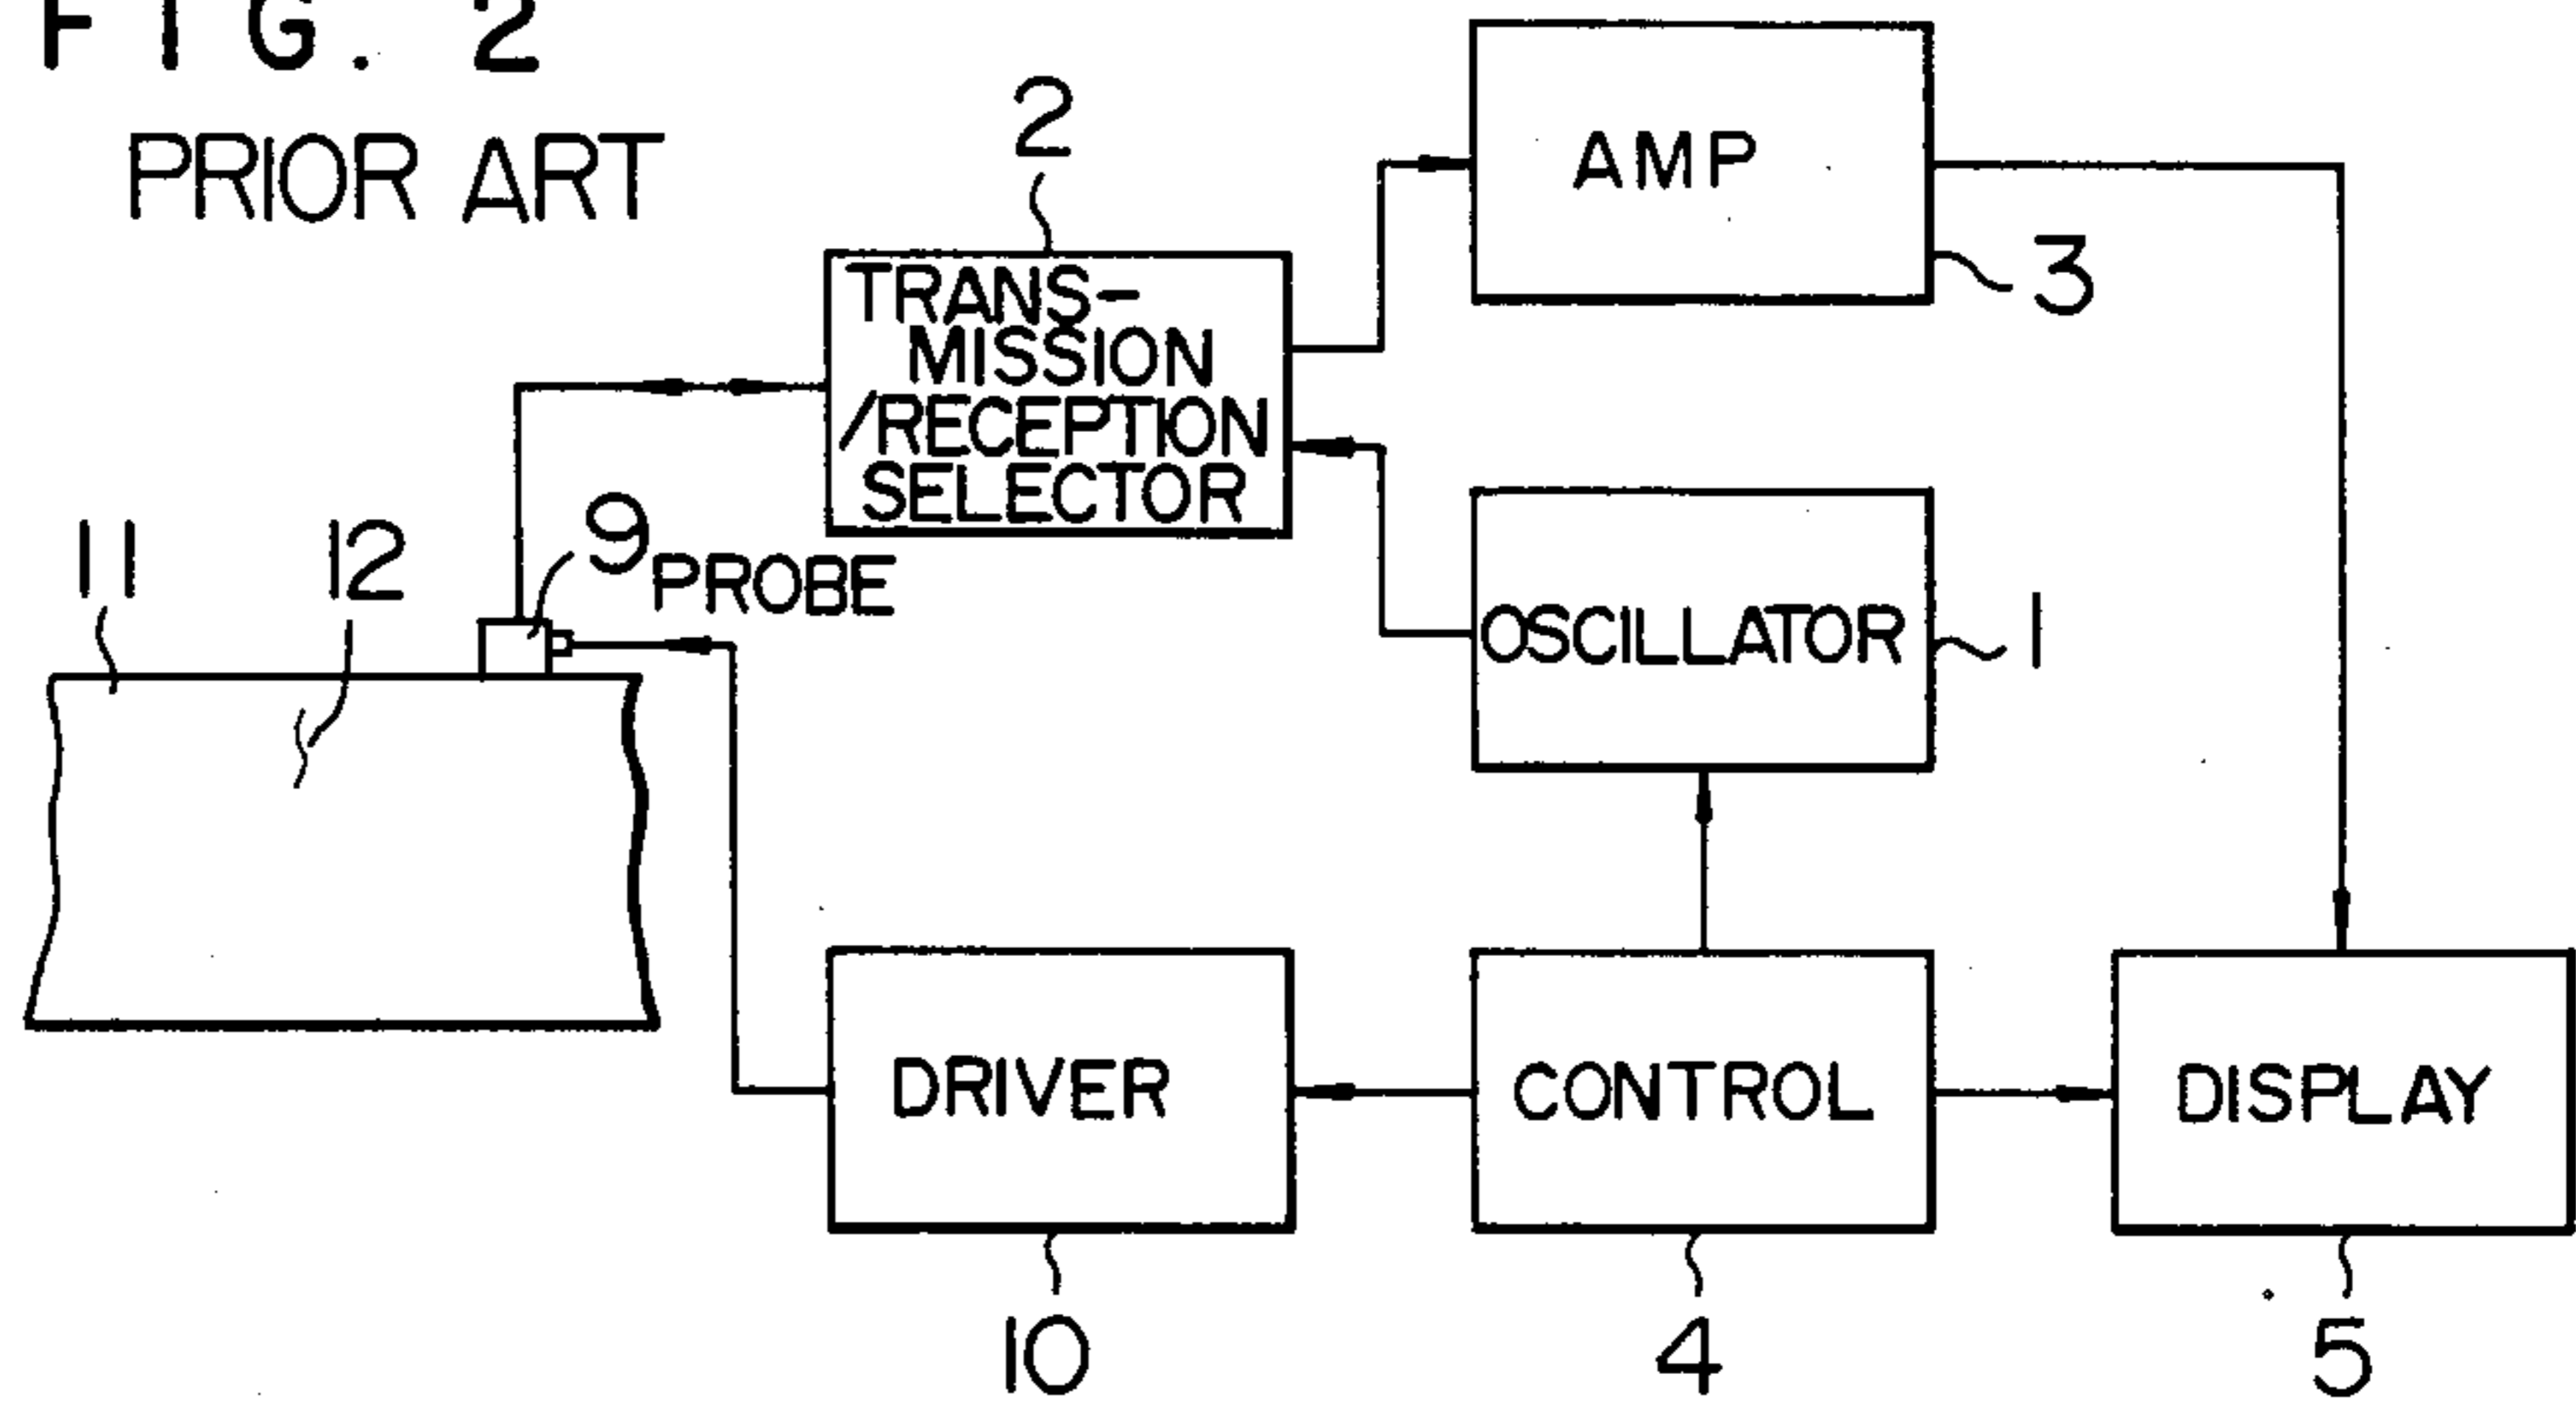 FIG. 2
PRIOR ART
2
AMP
3
TRANS-
MISSION
/RECEPTION
SELECTOR
11
12
9
PROBE
OSCILLATOR
1
DRIVER
CONTROL
DISPLAY
10
4
5